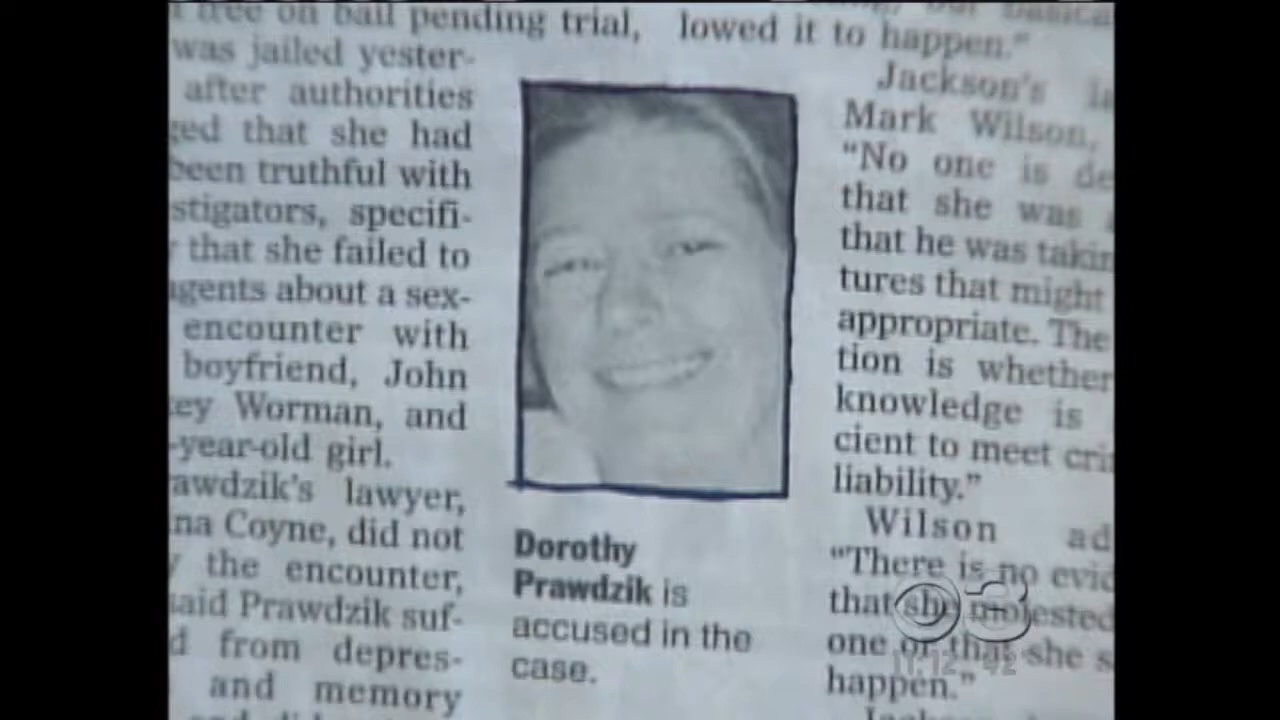 free on bail pending trial,
was jailed yester-
after authorities
ged that she had
been truthful with
stigators, specifi-
that she failed to
agents about a sex-
encounter with
boyfriend, John
ey Worman, and
-year-old girl.
awdzik's lawyer,
na Coyne, did not
y the encounter,
said Prawdzik suf-
d from depres-
and memory
Dorothy
Prawdzik is
accused in the
case.
lowed it to happen."
Jackson's
Mark Wilson,
"No one is de
that she was
that he was takin
tures that might
appropriate. The
tion is whether
knowledge is
cient to meet cri
liability."
Wilson ad
"There is no evid
that she molested
one or that she s
happen."
3